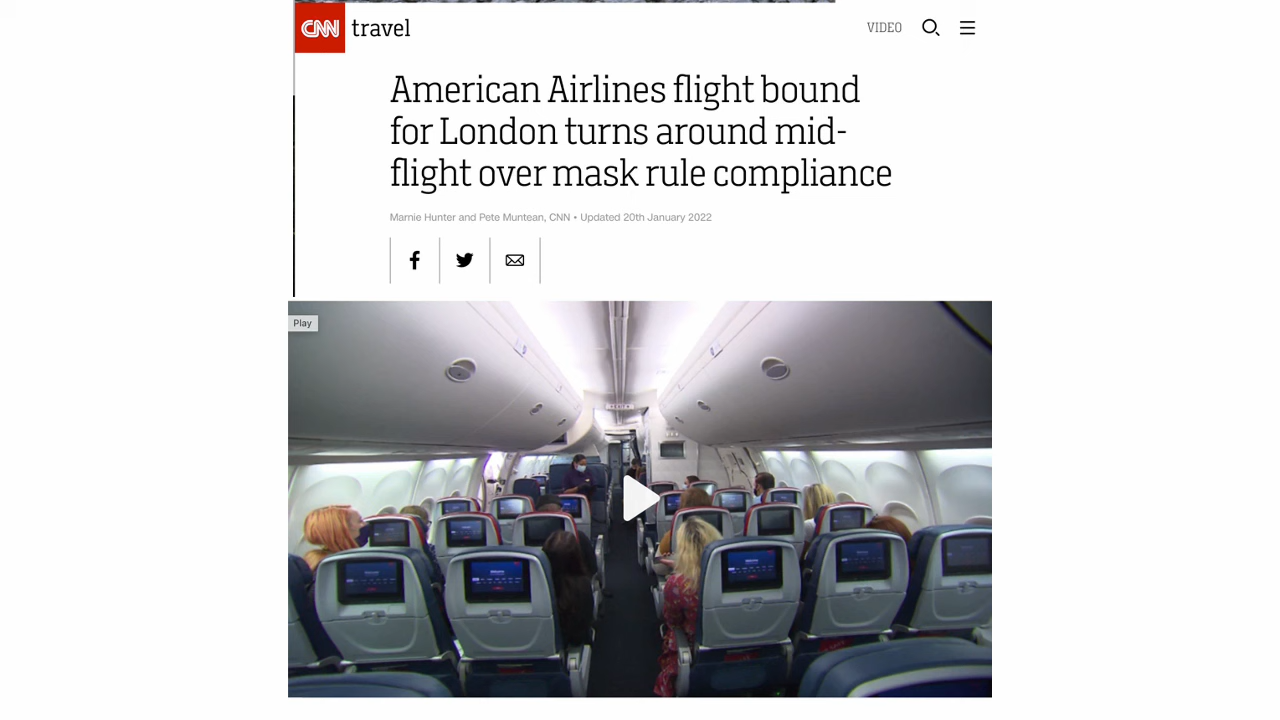 CNN travel
VIDEO
American Airlines flight bound
for London turns around mid-
flight over mask rule compliance
Marnie Hunter and Pete Muntean, CNN • Updated 20th January 2022
Play